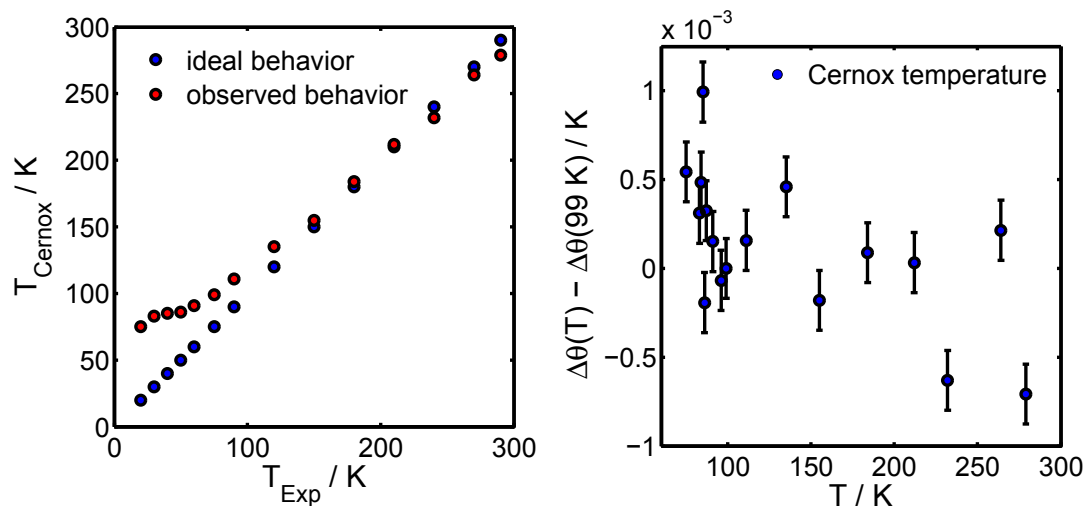 300
250
200
150
100
50
0
T_Cernox / K
ideal behavior
observed behavior
0 100 200 300
T_Exp / K
x 10^−3
1
0.5
0
−0.5
−1
Δθ(T) − Δθ(99 K) / K
Cernox temperature
100 150 200 250 300
T / K